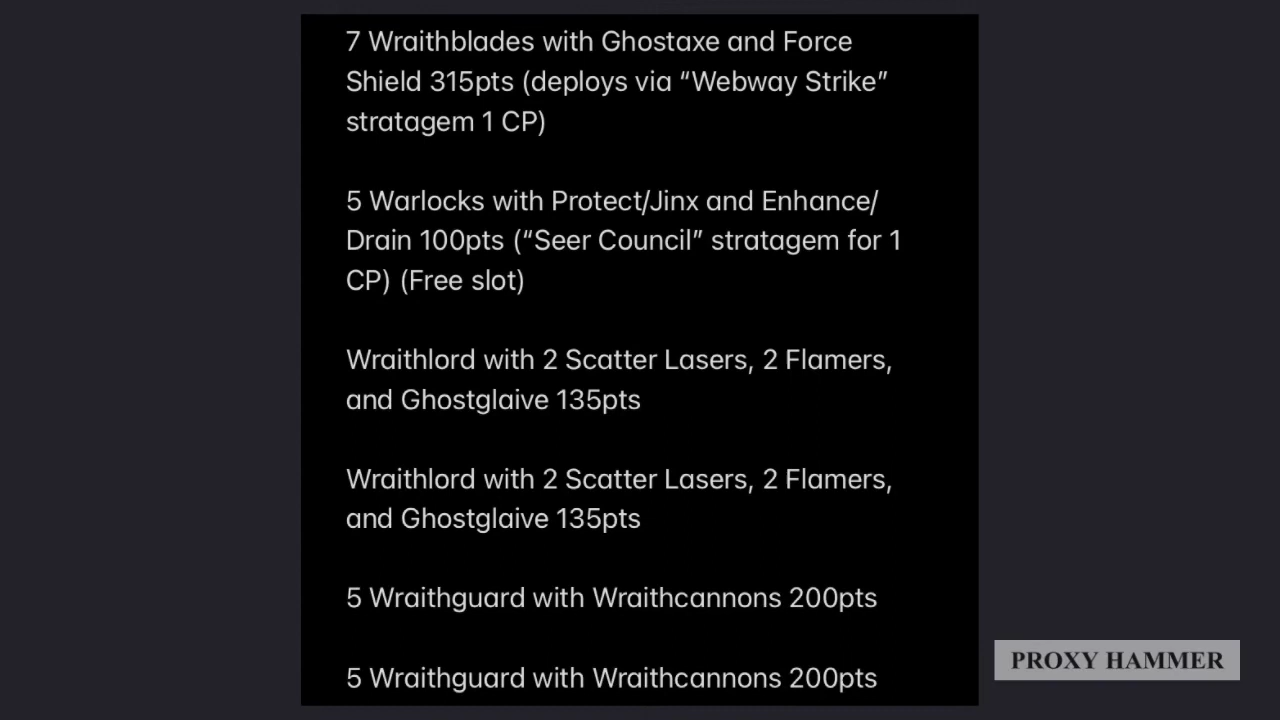 7 Wraithblades with Ghostaxe and Force
Shield 315pts (deploys via “Webway Strike”
stratagem 1 CP)
5 Warlocks with Protect/Jinx and Enhance/
Drain 100pts (“Seer Council” stratagem for 1
CP) (Free slot)
Wraithlord with 2 Scatter Lasers, 2 Flamers,
and Ghostglaive 135pts
Wraithlord with 2 Scatter Lasers, 2 Flamers,
and Ghostglaive 135pts
5 Wraithguard with Wraithcannons 200pts
5 Wraithguard with Wraithcannons 200pts
PROXY HAMMER